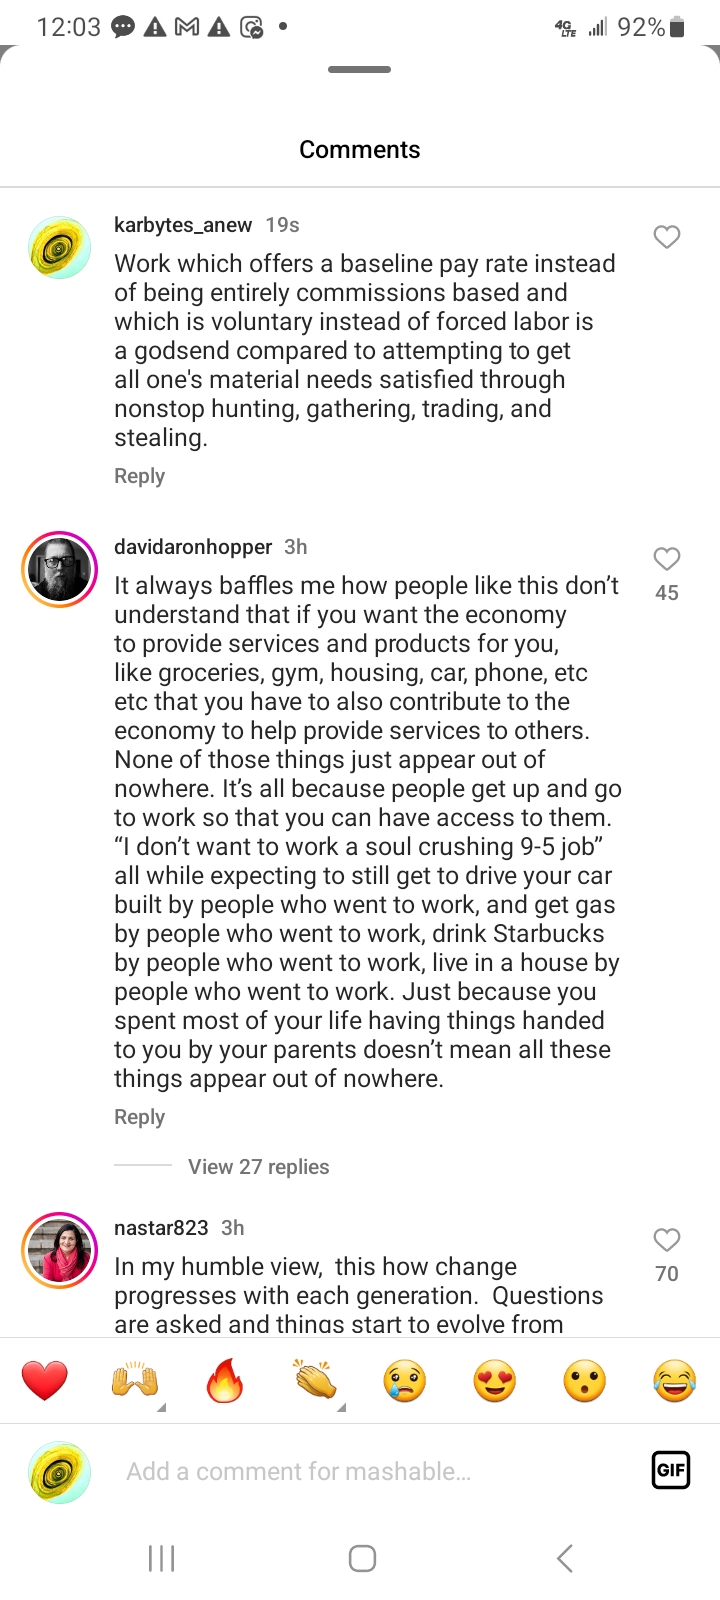 12:03
4G LTE 92%
Comments
karbytes_anew 19s
Work which offers a baseline pay rate instead
of being entirely commissions based and
which is voluntary instead of forced labor is
a godsend compared to attempting to get
all one's material needs satisfied through
nonstop hunting, gathering, trading, and
stealing.
Reply
davidaronhopper 3h
It always baffles me how people like this don’t
understand that if you want the economy
to provide services and products for you,
like groceries, gym, housing, car, phone, etc
etc that you have to also contribute to the
economy to help provide services to others.
None of those things just appear out of
nowhere. It’s all because people get up and go
to work so that you can have access to them.
“I don’t want to work a soul crushing 9-5 job”
all while expecting to still get to drive your car
built by people who went to work, and get gas
by people who went to work, drink Starbucks
by people who went to work, live in a house by
people who went to work. Just because you
spent most of your life having things handed
to you by your parents doesn’t mean all these
things appear out of nowhere.
45
Reply
View 27 replies
nastar823 3h
In my humble view,  this how change
progresses with each generation.  Questions
are asked and things start to evolve from
70
Add a comment for mashable...
GIF